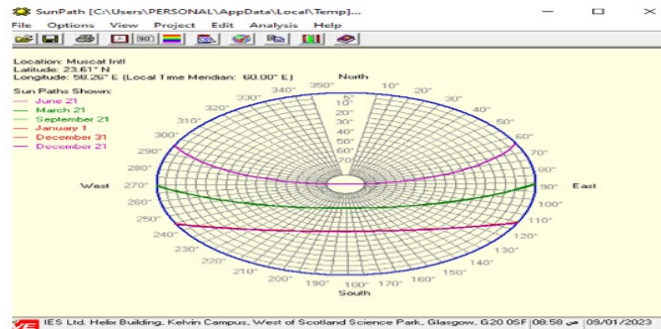 SunPath [C:\Users\PERSONAL\AppData\Local\Temp]...
File Options View Project Edit Analysis Help
Location: Muscat Intl
Latitude: 23.61° N
Longitude: 58.26° E (Local Time Meridian: 60.00° E)
Sun Paths Shown:
June 21
March 21
September 21
January 1
December 31
December 21
North
350° 10°
340° 20°
330° 30°
320°
310°
300° 60°
290° 70°
280° 80°
West 270° 90° East
260° 100°
250° 110°
240° 120°
230° 130°
220° 140°
210° 150°
200° 190° 180° 170° 160°
South
5°
10°
20°
30°
40°
50°
60°
70°
IES Ltd, Helix Building, Kelvin Campus, West of Scotland Science Park, Glasgow, G20 0SF 08:58 ص 09/01/2023